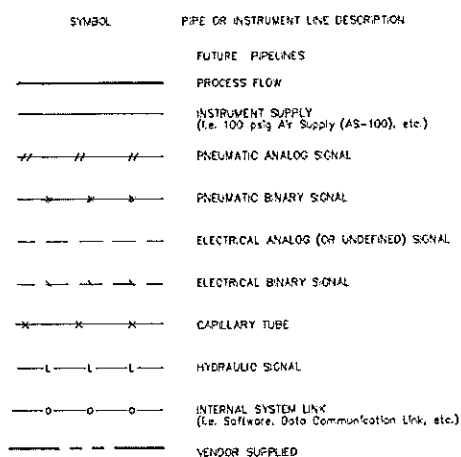 SYMBOL PIPE OR INSTRUMENT LINE DESCRIPTION
FUTURE PIPELINES
PROCESS FLOW
INSTRUMENT SUPPLY
(i.e. 100 psig Air Supply (AS-100), etc.)
PNEUMATIC ANALOG SIGNAL
PNEUMATIC BINARY SIGNAL
ELECTRICAL ANALOG (OR UNDEFINED) SIGNAL
ELECTRICAL BINARY SIGNAL
CAPILLARY TUBE
L L L HYDRAULIC SIGNAL
INTERNAL SYSTEM LINK
(i.e. Software, Data Communication Link, etc.)
VENDOR SUPPLIED